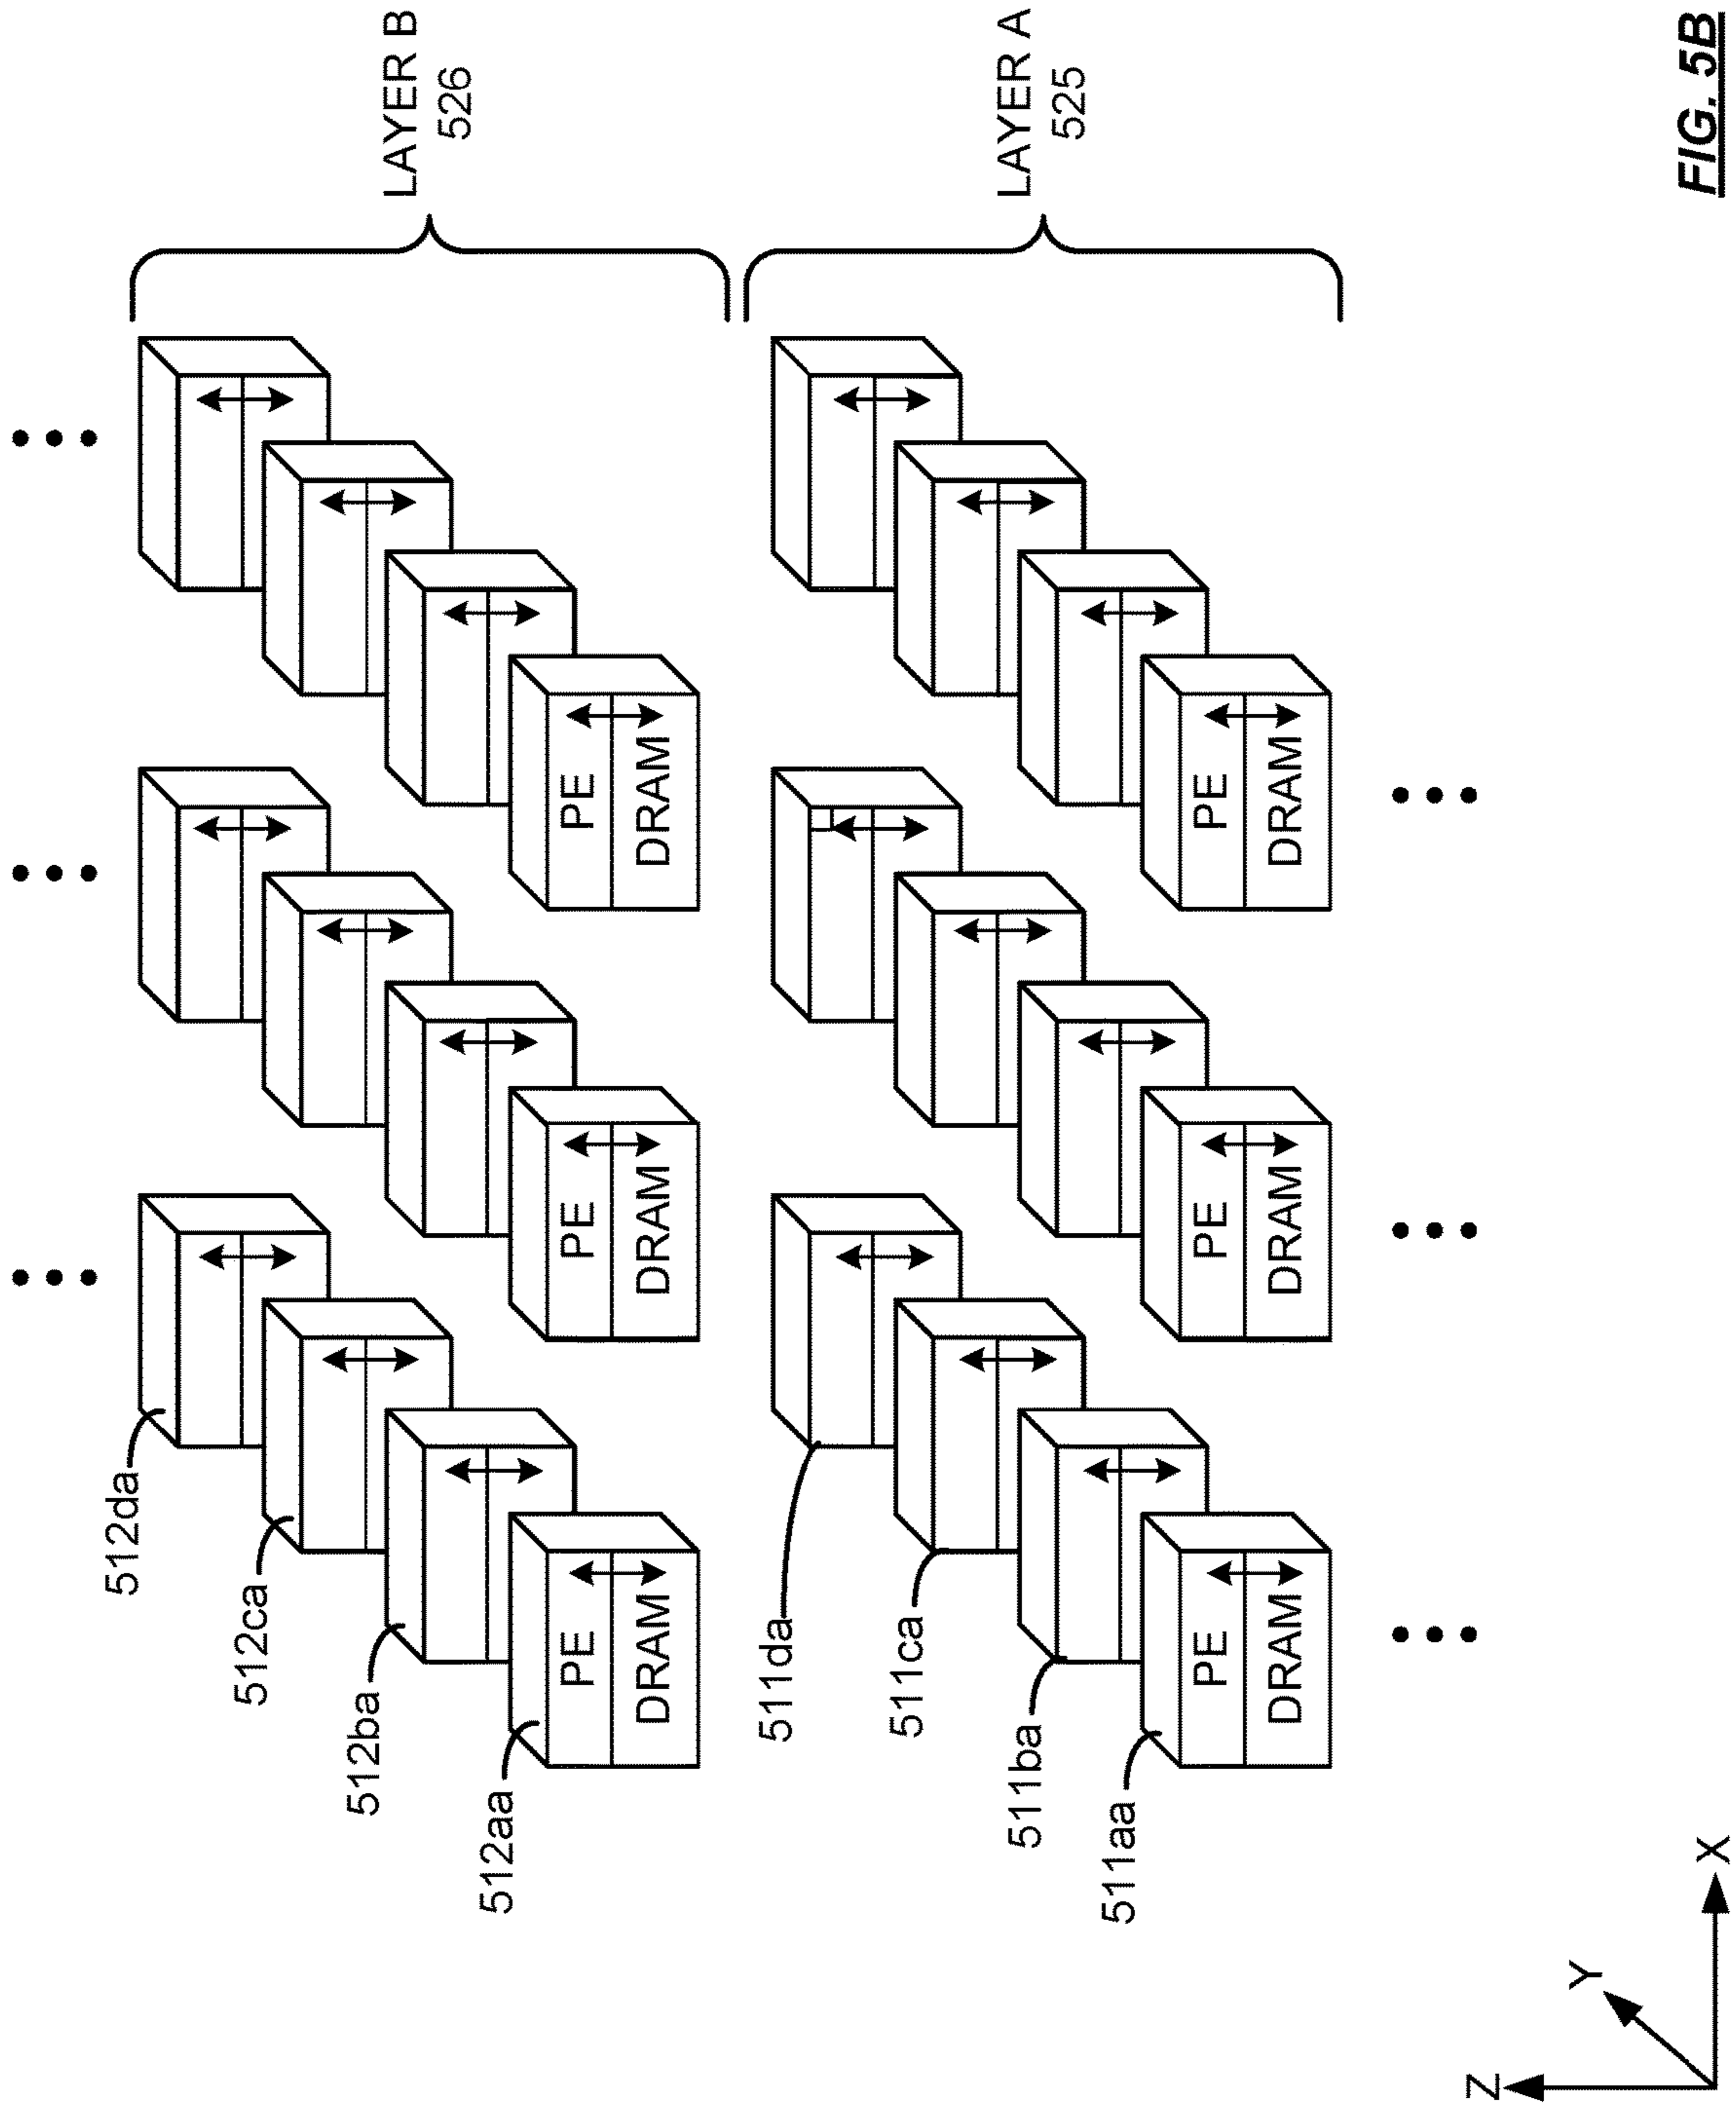 512da
512ca
512ba
512aa
PE
DRAM
PE
DRAM
PE
DRAM
LAYER B
526
511da
511ca
511ba
511aa
PE
DRAM
PE
DRAM
PE
DRAM
LAYER A
525
Z
Y
X
FIG. 5B